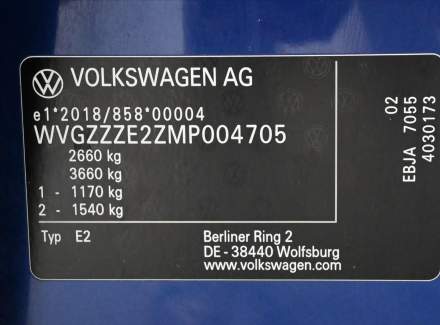 VOLKSWAGEN AG
e1*2018/858*00004
WVGZZZE2ZMP004705
2660 kg
3660 kg
1 - 1170 kg
2 - 1540 kg
Typ E2
Berliner Ring 2
DE - 38440 Wolfsburg
www.volkswagen.com
02
EBJA 7055
4030173